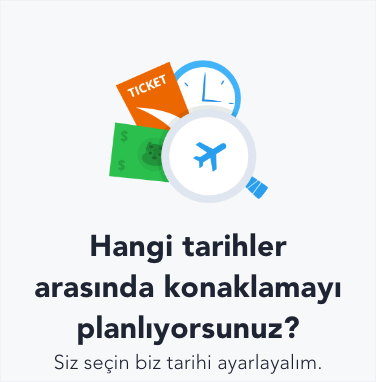 TICKET
$
$
Hangi tarihler
arasında konaklamayı
planlıyorsunuz?
Siz seçin biz tarihi ayarlayalım.